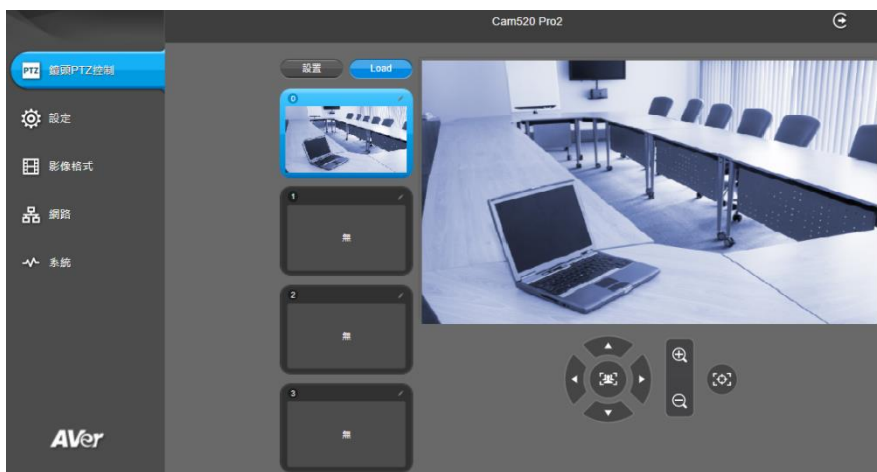 Cam520 Pro2
PTZ 鏡頭PTZ控制
設定
影像格式
網路
系統
AVer
設置 Load
0
1
無
2
無
3
無